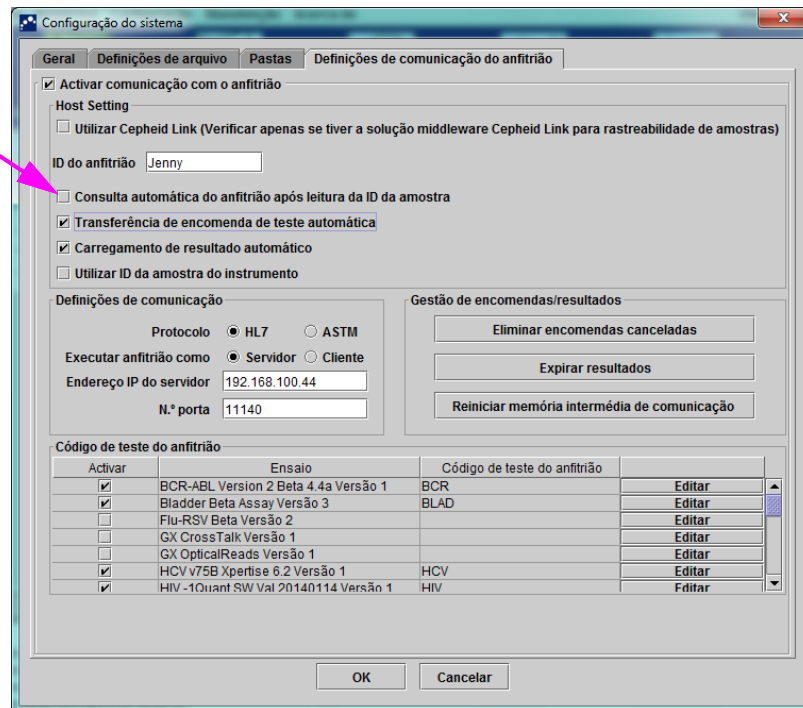 Configuração do sistema
Geral Definições de arquivo Pastas Definições de comunicação do anfitrião
Activar comunicação com o anfitrião
Host Setting
Utilizar Cepheid Link (Verificar apenas se tiver a solução middleware Cepheid Link para rastreabilidade de amostras)
ID do anfitrião Jenny
Consulta automática do anfitrião após leitura da ID da amostra
Transferência de encomenda de teste automática
Carregamento de resultado automático
Utilizar ID da amostra do instrumento
Definições de comunicação
Protocolo HL7 ASTM
Executar anfitrião como Servidor Cliente
Endereço IP do servidor 192.168.100.44
N.º porta 11140
Gestão de encomendas/resultados
Eliminar encomendas canceladas
Expirar resultados
Reiniciar memória intermédia de comunicação
Código de teste do anfitrião
Activar Ensaio Código de teste do anfitrião
BCR-ABL Version 2 Beta 4.4a Versão 1 BCR Editar
Bladder Beta Assay Versão 3 BLAD Editar
Flu-RSV Beta Versão 2 Editar
GX CrossTalk Versão 1 Editar
GX OpticalReads Versão 1 Editar
HCV v75B Xpertise 6.2 Versão 1 HCV Editar
HIV -1Quant SW Val 20140114 Versão 1 HIV Editar
OK Cancelar